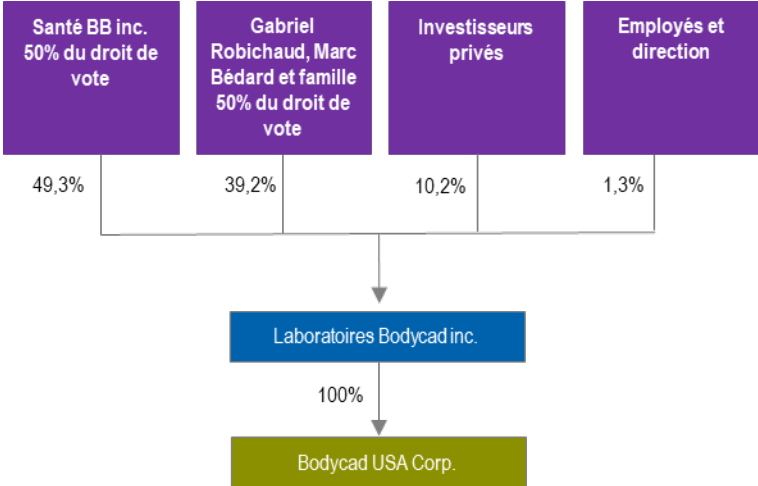 Santé BB inc.
50% du droit de
vote
Gabriel
Robichaud, Marc
Bédard et famille
50% du droit de
vote
Investisseurs
privés
Employés et
direction
49,3%
39,2%
10,2%
1,3%
Laboratoires Bodycad inc.
100%
Bodycad USA Corp.